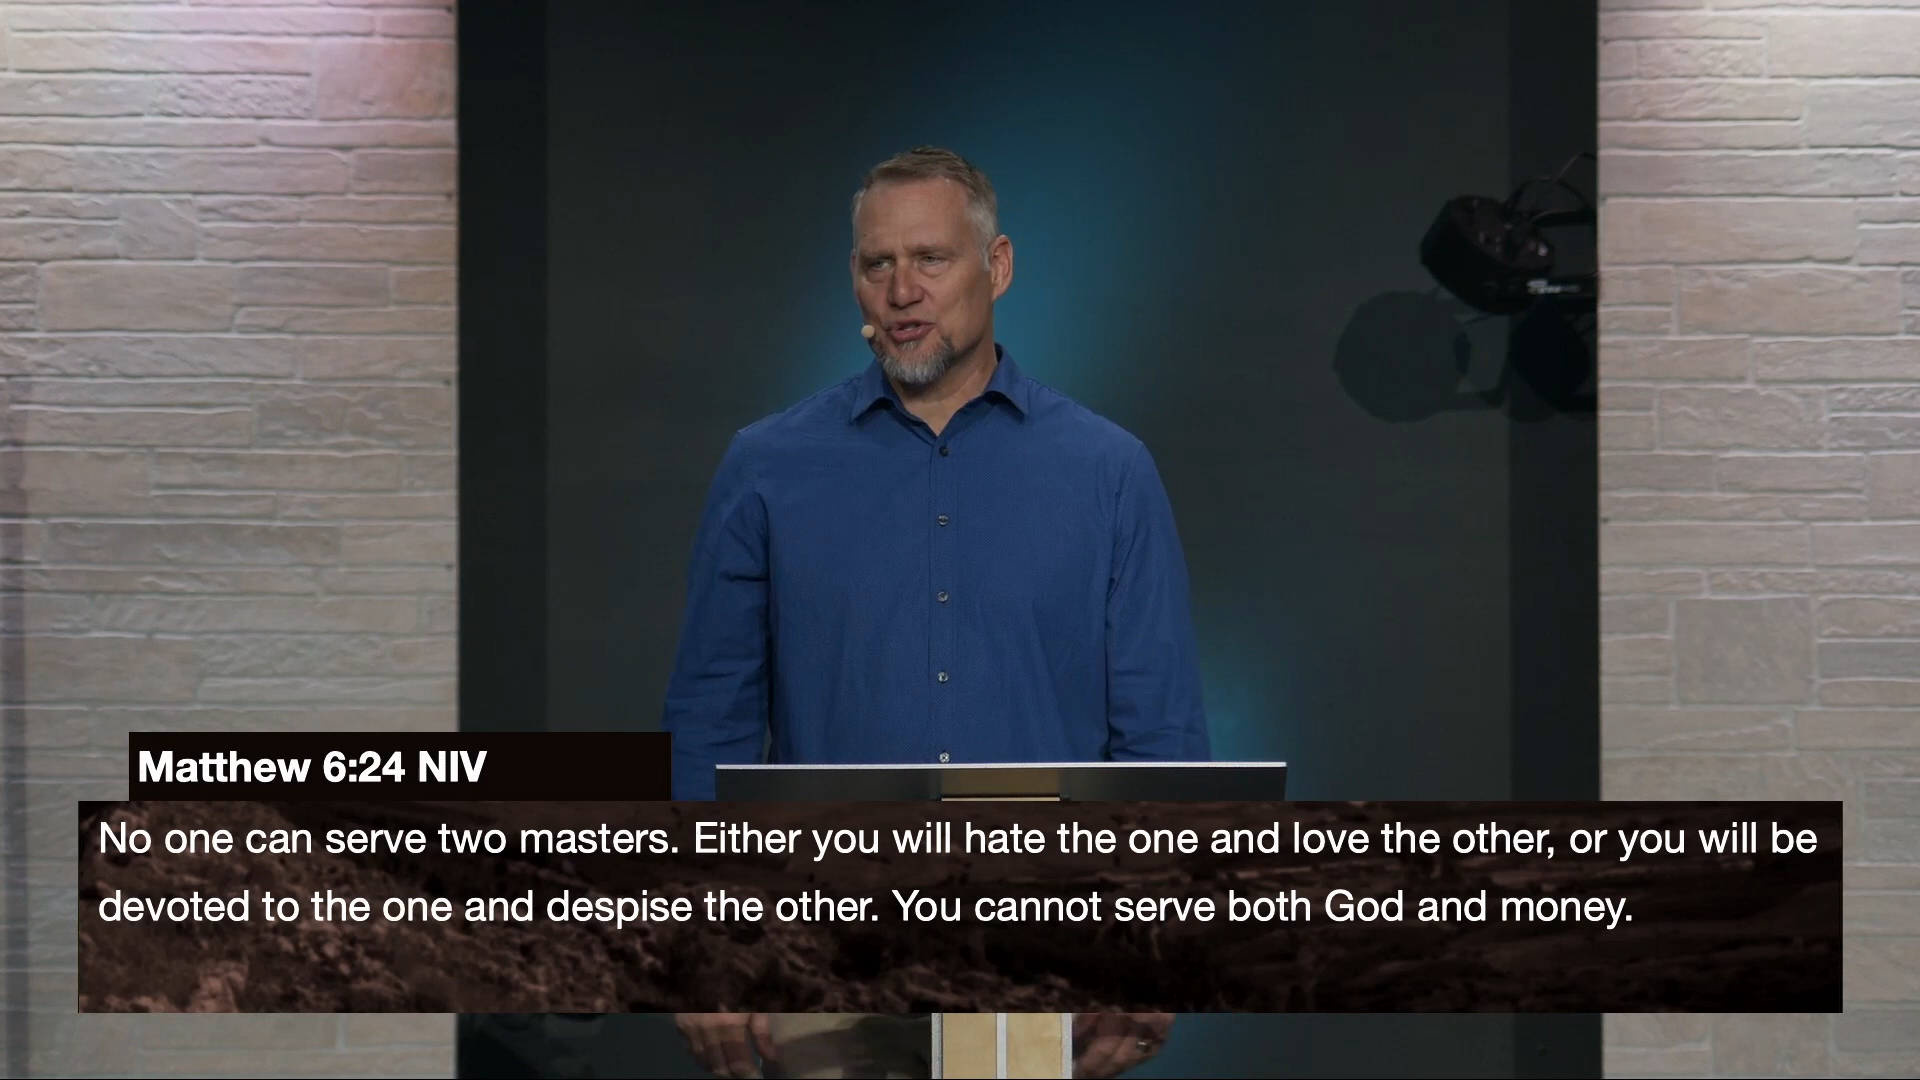 Matthew 6:24 NIV
No one can serve two masters. Either you will hate the one and love the other, or you will be
devoted to the one and despise the other. You cannot serve both God and money.